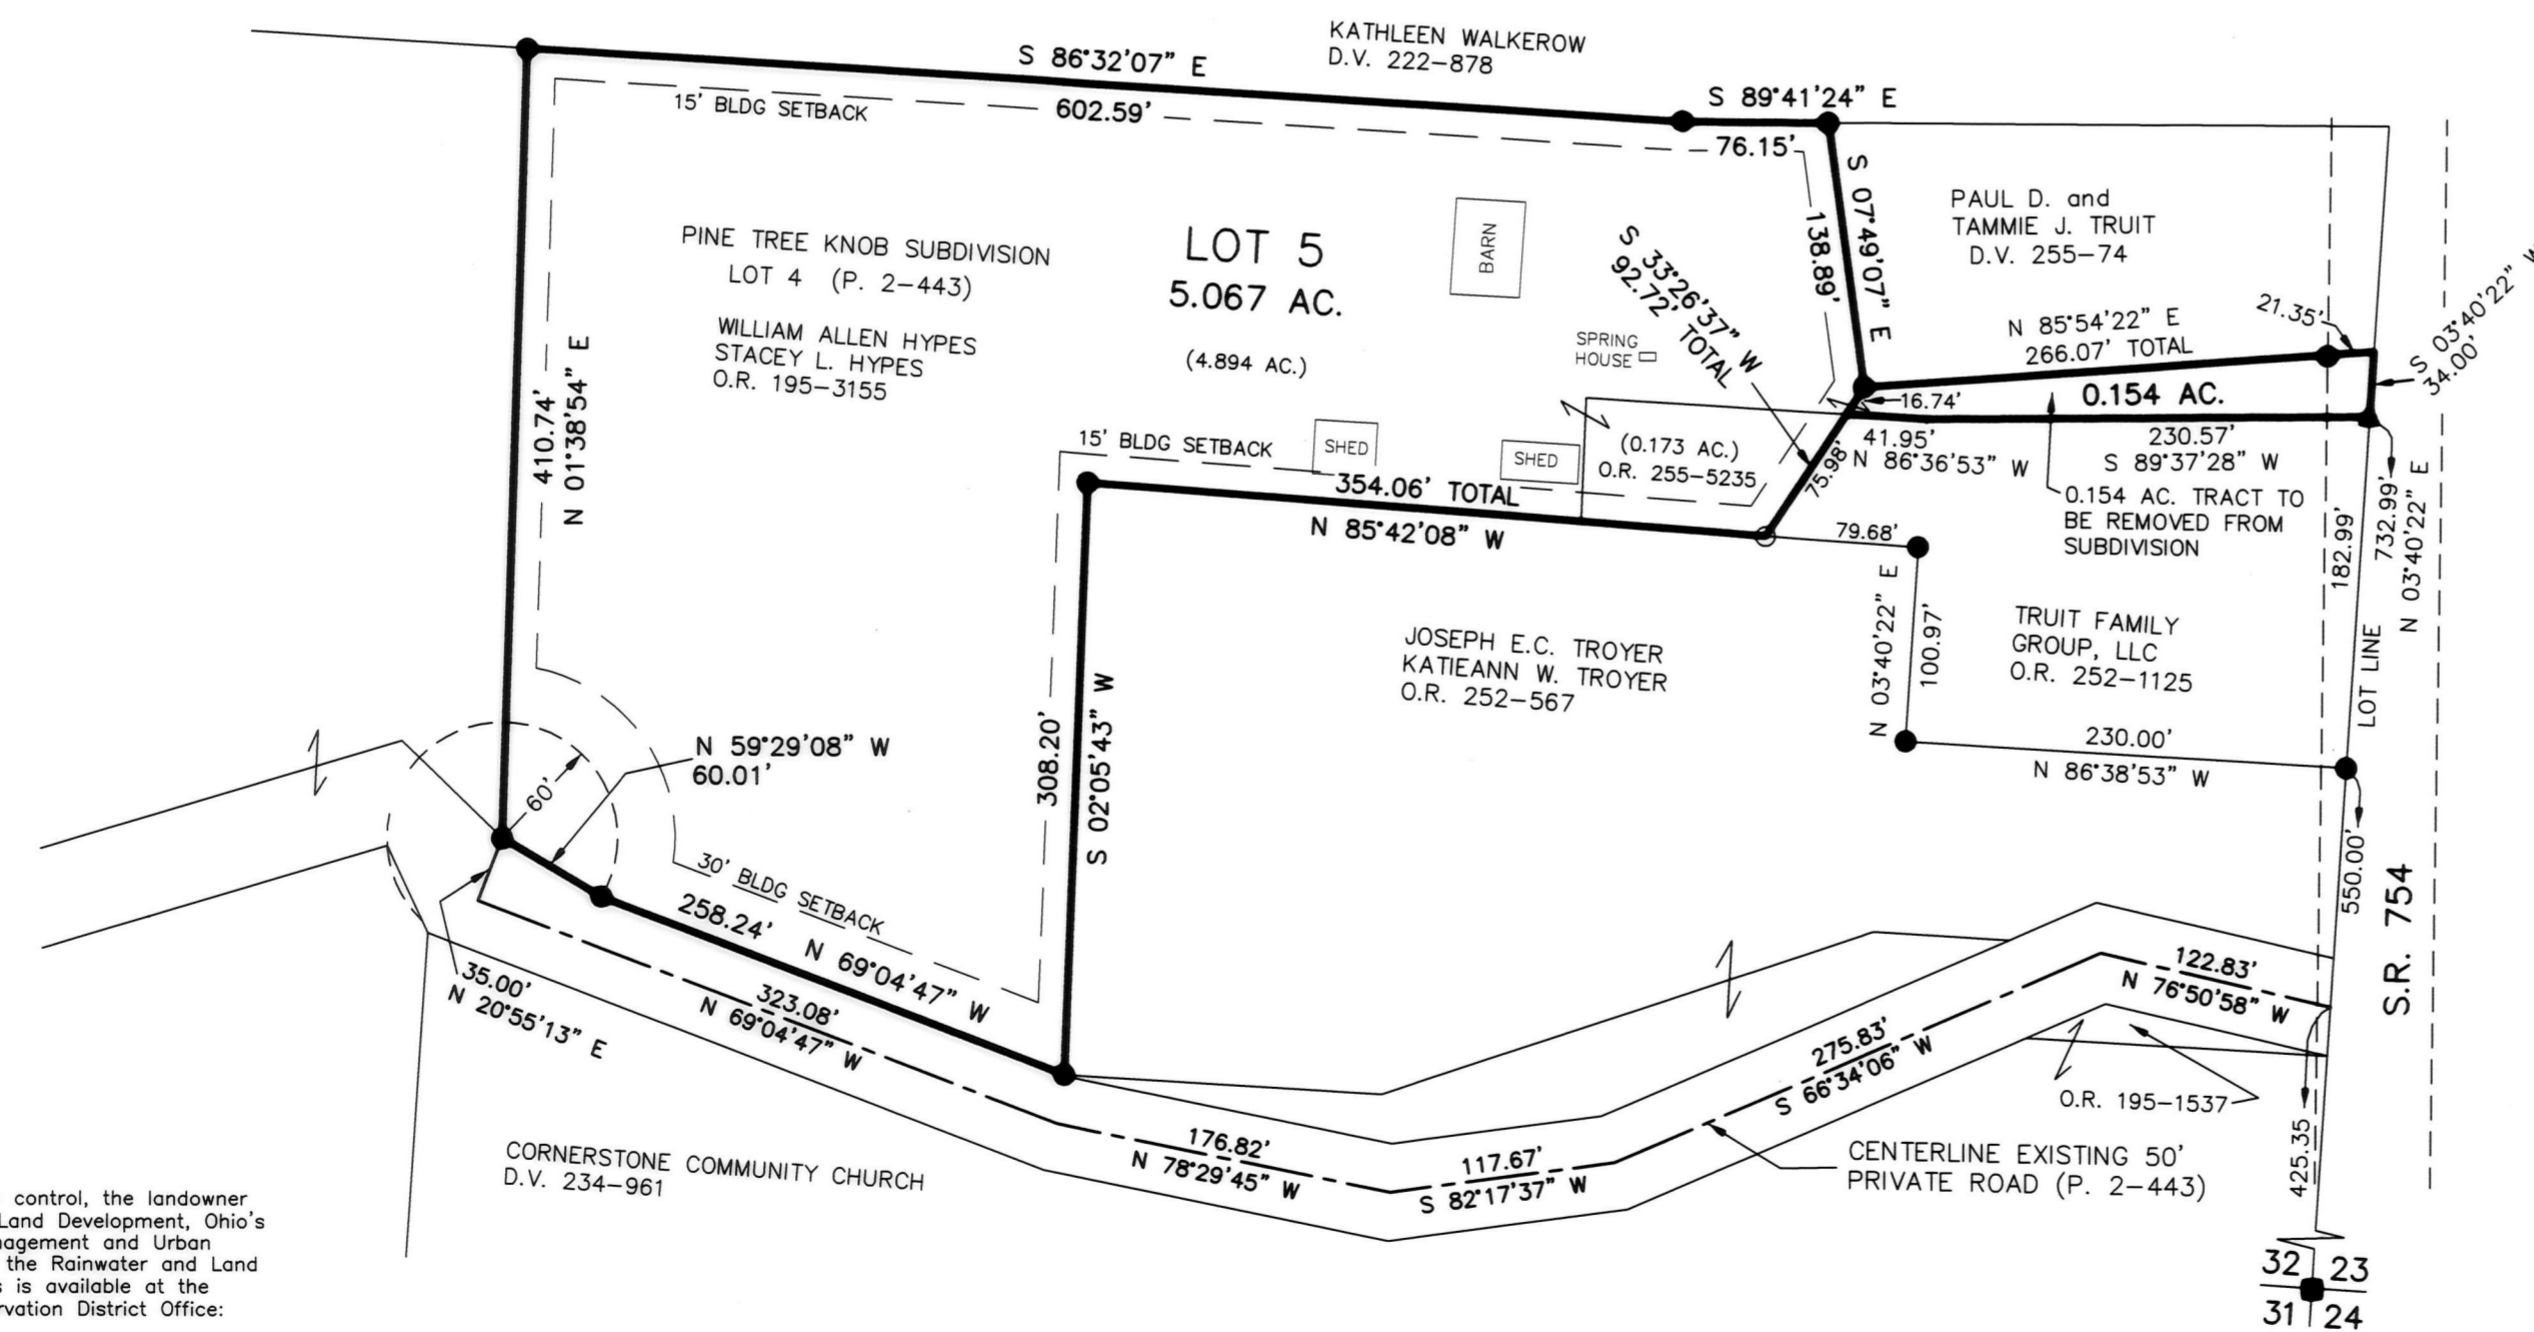 KATHLEEN WALKEROW
D.V. 222-878
S 86°32'07" E
602.59'
15' BLDG SETBACK
S 89°41'24" E
76.15'
S 07°49'07" E
138.89'
PAUL D. and
TAMMIE J. TRUIT
D.V. 255-74
PINE TREE KNOB SUBDIVISION
LOT 4 (P. 2-443)
WILLIAM ALLEN HYPES
STACEY L. HYPES
O.R. 195-3155
LOT 5
5.067 AC.
(4.894 AC.)
BARN
SPRING
HOUSE
S 33°26'37" W
92.72' TOTAL
21.35'
S 03°40'22" W
34.00'
N 85°54'22" E
266.07' TOTAL
0.154 AC.
16.74'
410.74'
N 01°38'54" E
15' BLDG SETBACK
SHED
SHED
(0.173 AC.)
O.R. 255-5235
75.98'
41.95'
N 86°36'53" W
230.57'
S 89°37'28" W
0.154 AC. TRACT TO
BE REMOVED FROM
SUBDIVISION
354.06' TOTAL
N 85°42'08" W
79.68'
N 03°40'22" E
100.97'
182.99'
732.99'
N 03°40'22" E
LOT LINE
JOSEPH E.C. TROYER
KATIEANN W. TROYER
O.R. 252-567
TRUIT FAMILY
GROUP, LLC
O.R. 252-1125
230.00'
N 86°38'53" W
308.20'
S 02°05'43" W
N 59°29'08" W
60.01'
60'
30' BLDG SETBACK
258.24' N 69°04'47" W
35.00'
N 20°55'13" E
323.08'
N 69°04'47" W
550.00'
S.R. 754
122.83'
N 76°50'58" W
275.83'
S 66°34'06" W
O.R. 195-1537
425.35
176.82'
N 78°29'45" W
117.67'
S 82°17'37" W
CENTERLINE EXISTING 50'
PRIVATE ROAD (P. 2-443)
CORNERSTONE COMMUNITY CHURCH
D.V. 234-961
control, the landowner
Land Development, Ohio's
nagement and Urban
the Rainwater and Land
s is available at the
rvation District Office:
32 23
31 24